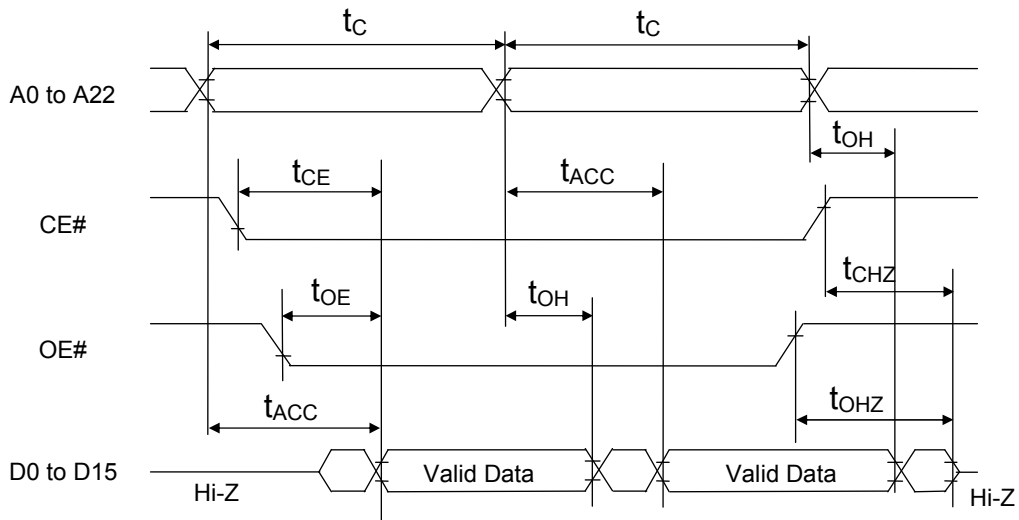 tC tC
A0 to A22
tOH
tCE tACC
CE#
tCHZ
tOE tOH
OE#
tACC tOHZ
D0 to D15 Valid Data Valid Data
Hi-Z Hi-Z